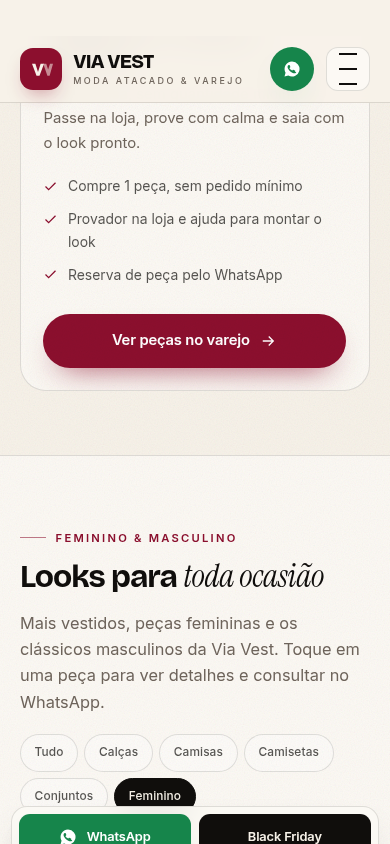 VV
VIA VEST
MODA ATACADO & VAREJO
Passe na loja, prove com calma e saia com
o look pronto.
Compre 1 peça, sem pedido mínimo
Provador na loja e ajuda para montar o
look
Reserva de peça pelo WhatsApp
Ver peças no varejo →
FEMININO & MASCULINO
Looks para toda ocasião
Mais vestidos, peças femininas e os
clássicos masculinos da Via Vest. Toque em
uma peça para ver detalhes e consultar no
WhatsApp.
Tudo Calças Camisas Camisetas
Conjuntos Feminino
WhatsApp Black Friday